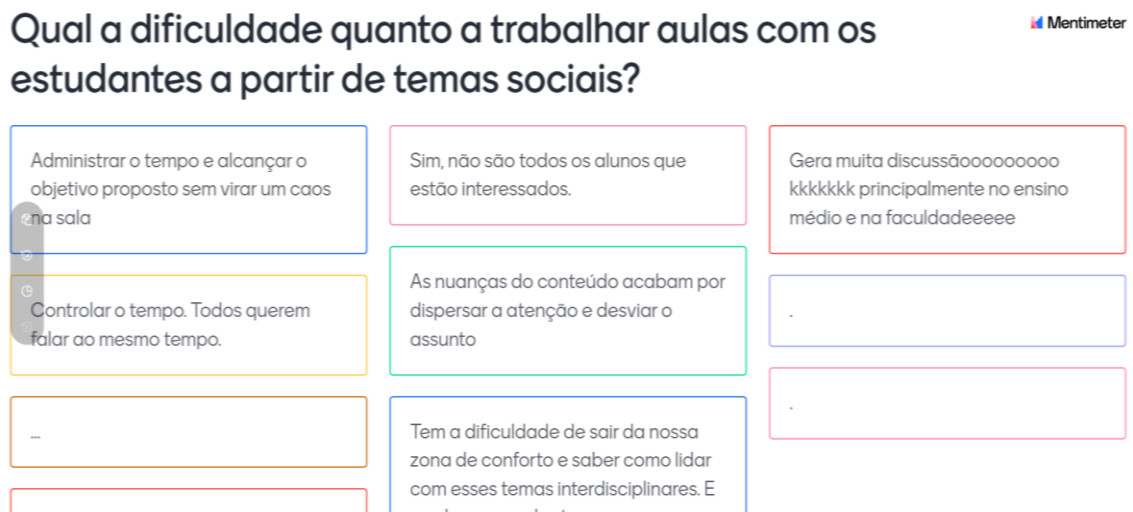 Qual a dificuldade quanto a trabalhar aulas com os
estudantes a partir de temas sociais?
Mentimeter
Administrar o tempo e alcançar o
objetivo proposto sem virar um caos
na sala
Controlar o tempo. Todos querem
falar ao mesmo tempo.
...
Sim, não são todos os alunos que
estão interessados.
As nuanças do conteúdo acabam por
dispersar a atenção e desviar o
assunto
Tem a dificuldade de sair da nossa
zona de conforto e saber como lidar
com esses temas interdisciplinares. E
Gera muita discussãooooooooo
kkkkkkk principalmente no ensino
médio e na faculdadeeeee
.
.